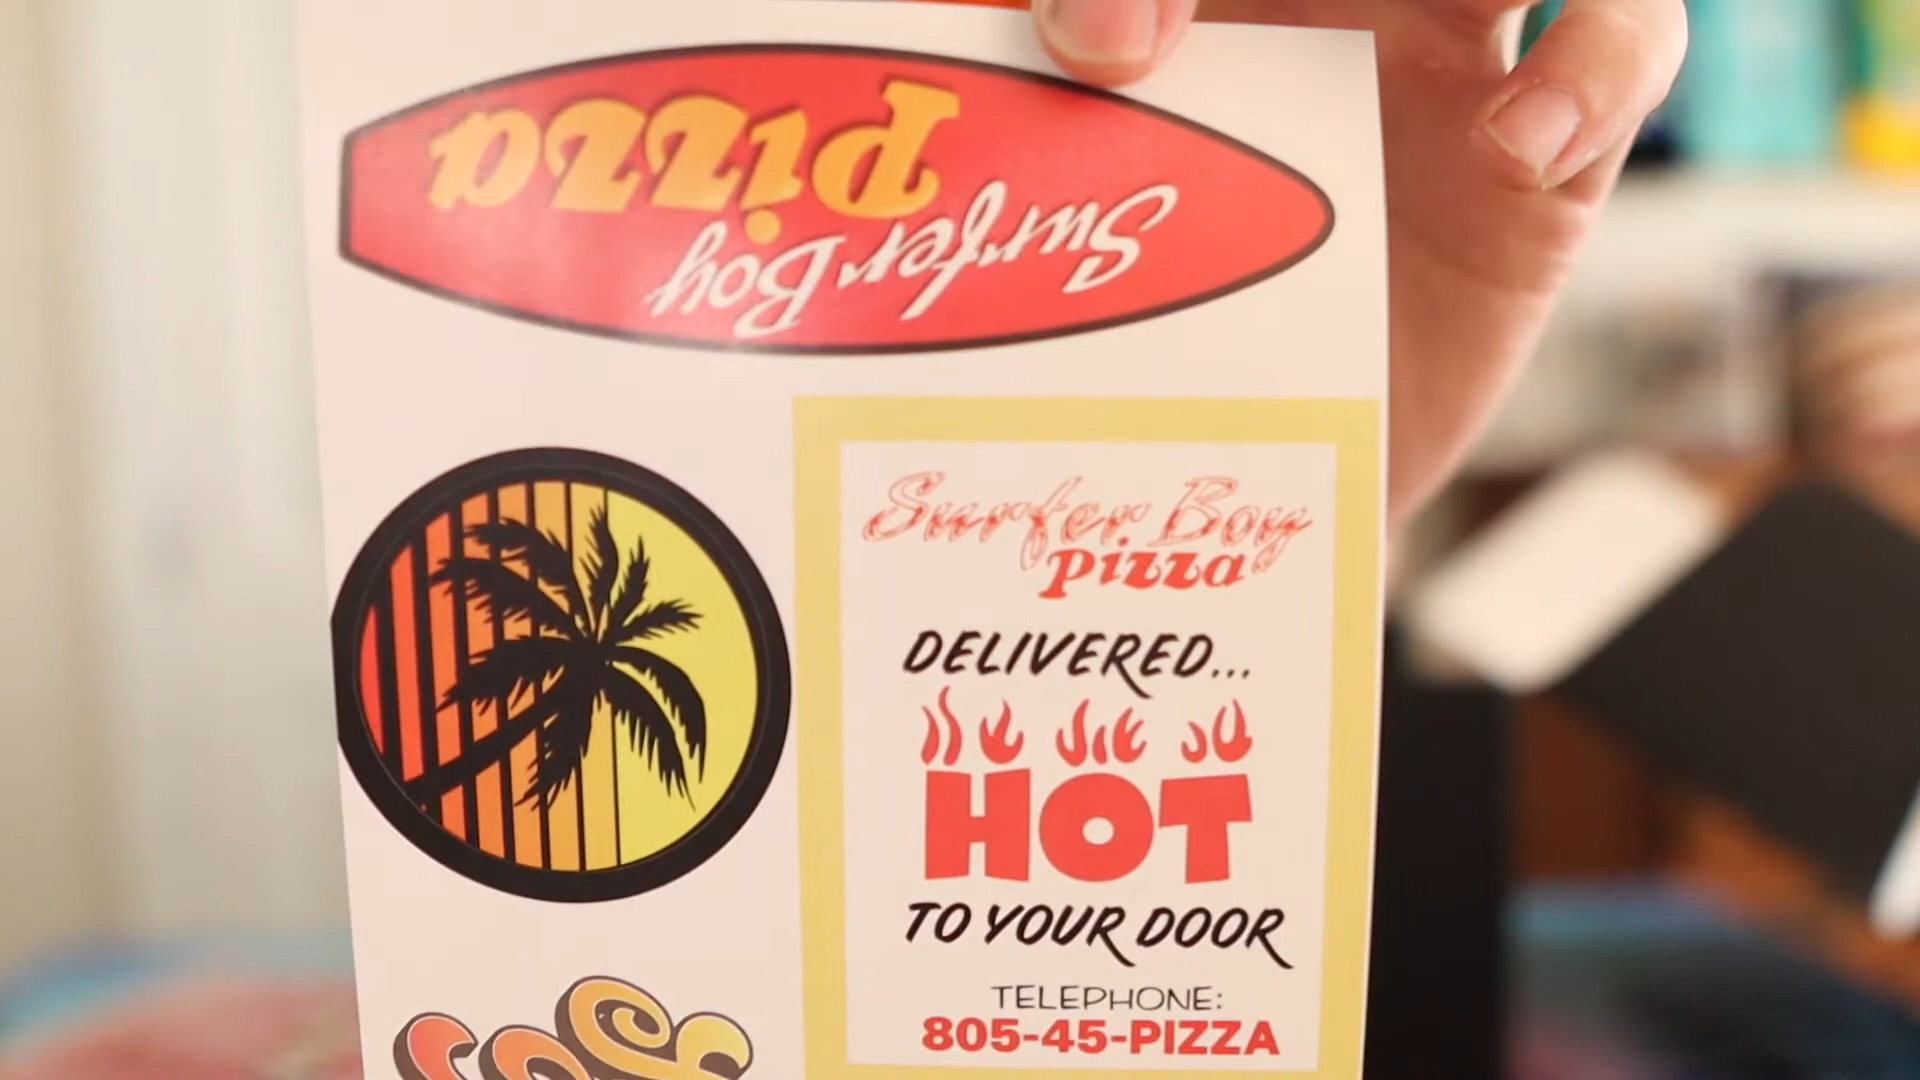 Surfer Boy
pizza
Surfer Boy
pizza
DELIVERED...
HOT
TO YOUR DOOR
TELEPHONE:
805-45-PIZZA